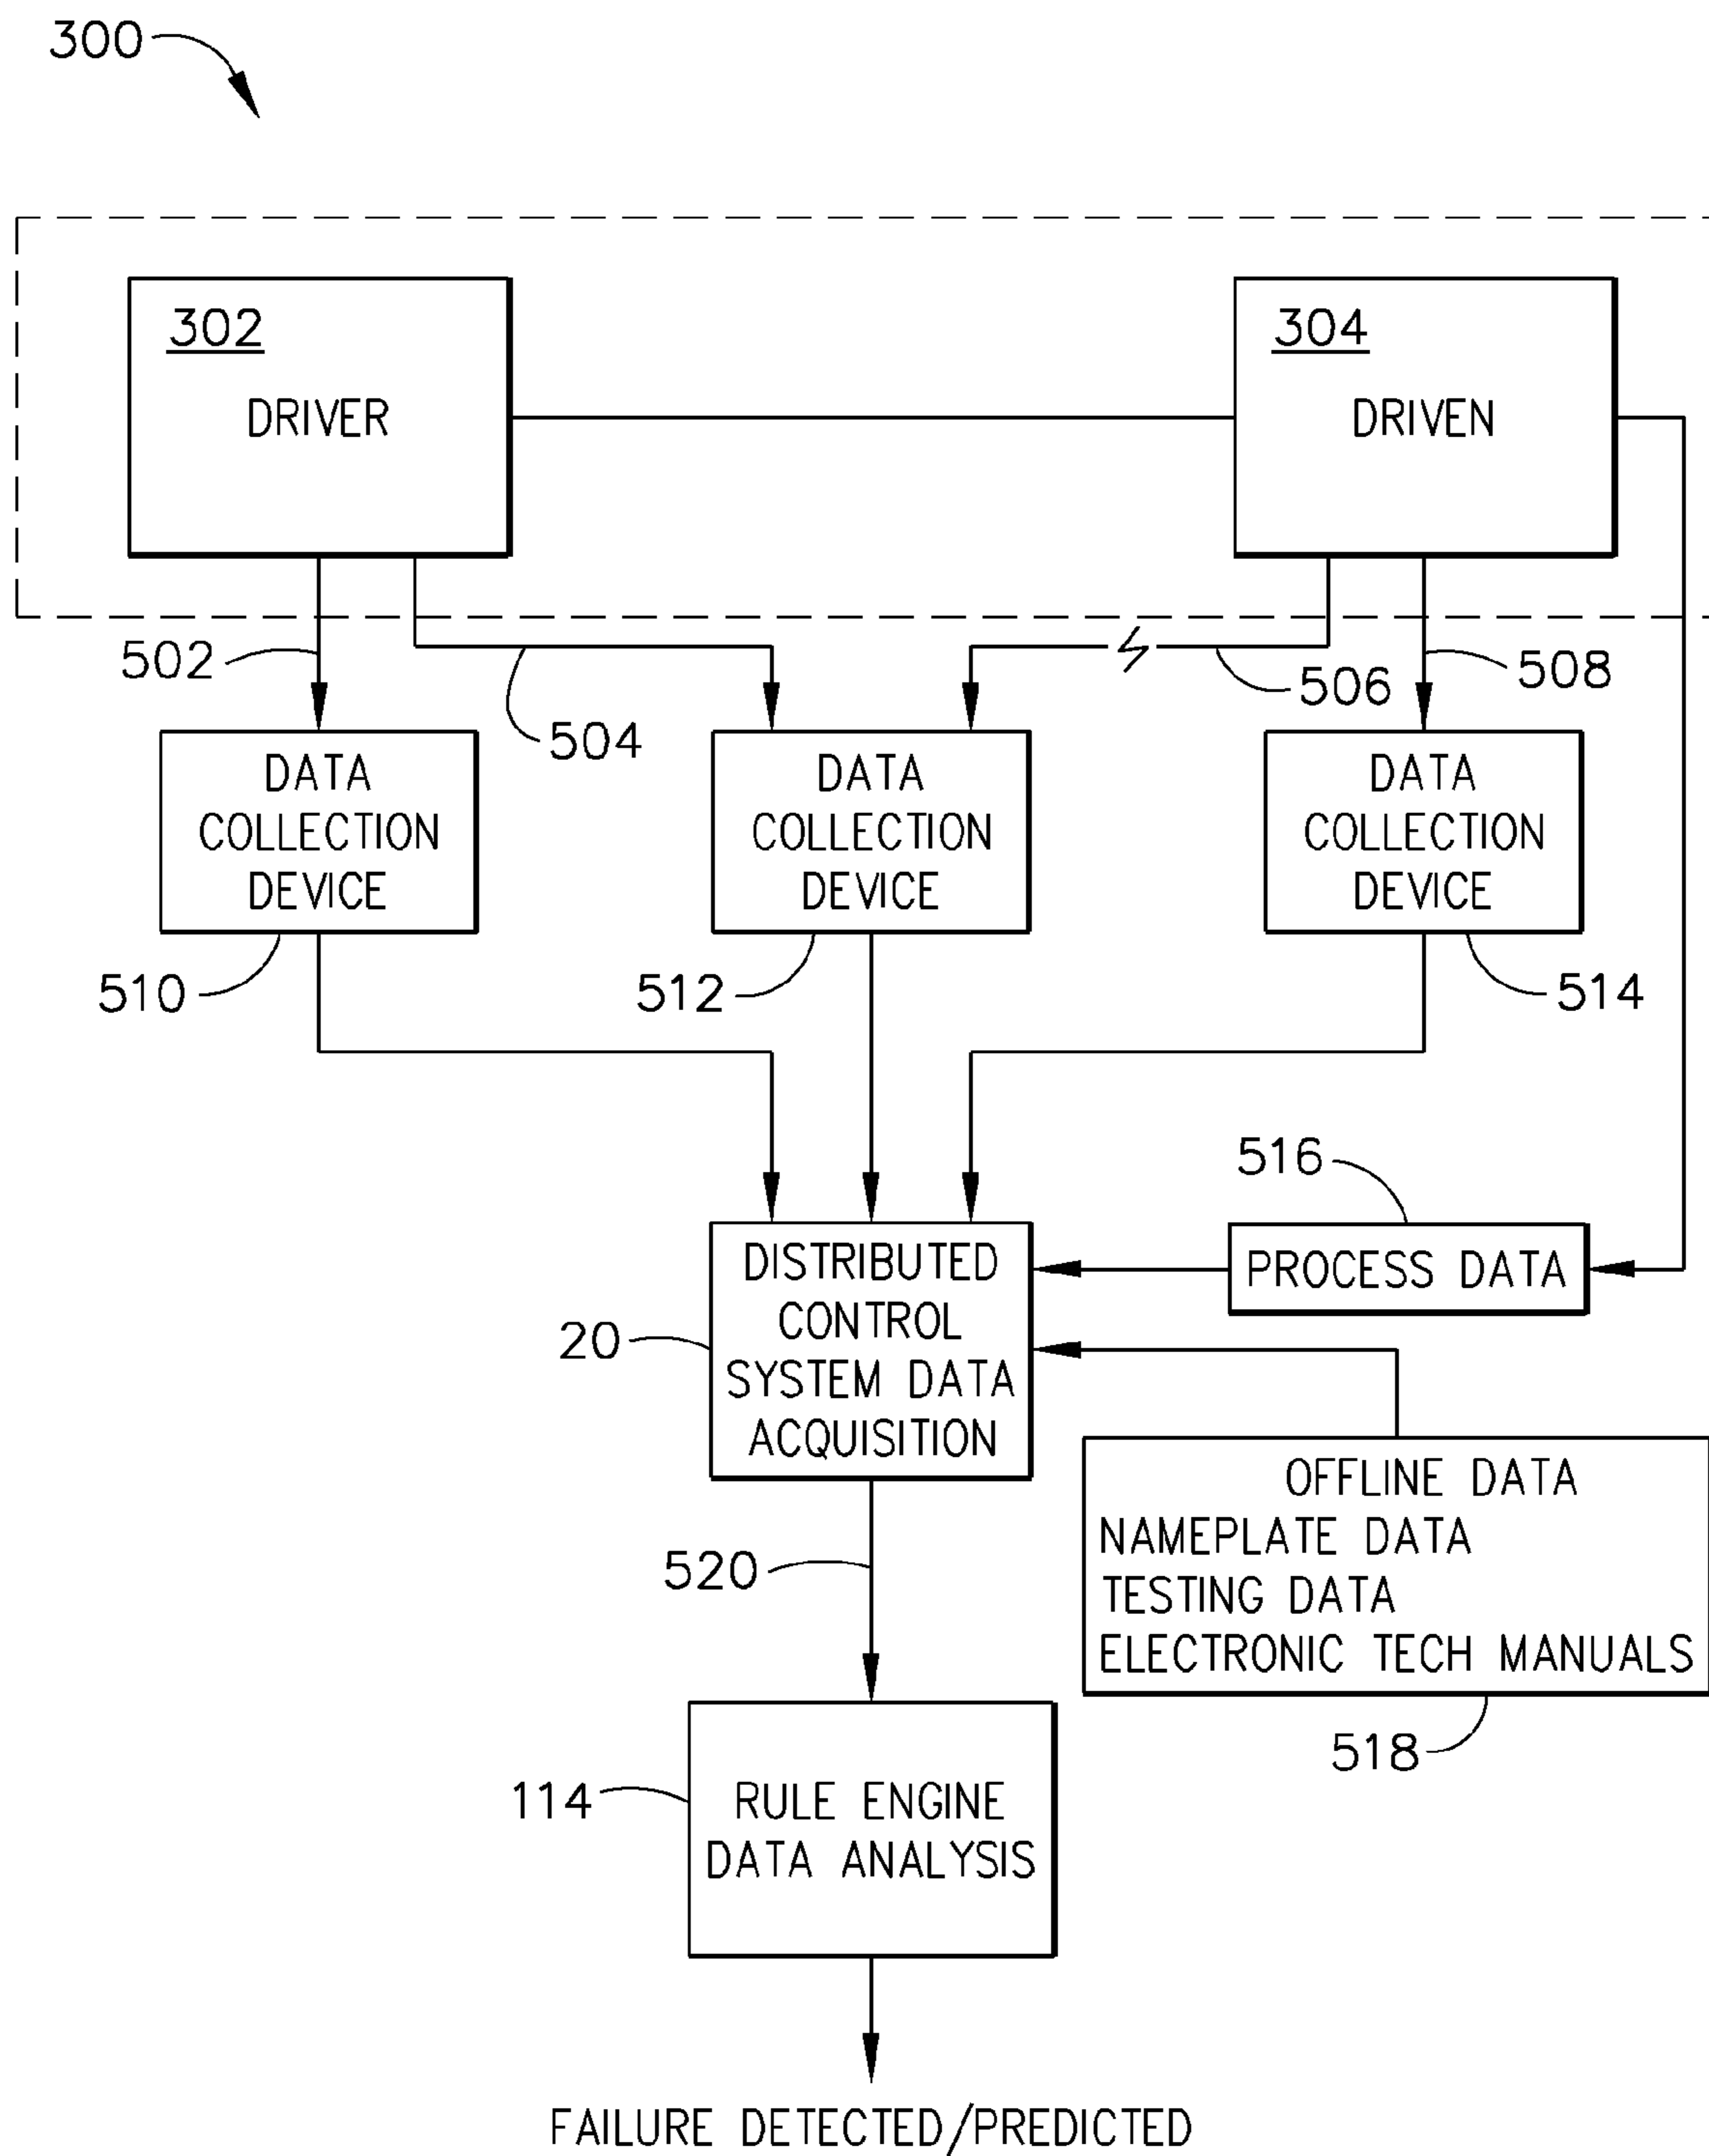 300
302
DRIVER
304
DRIVEN
502
504
506
508
DATA
COLLECTION
DEVICE
DATA
COLLECTION
DEVICE
DATA
COLLECTION
DEVICE
510
512
514
516
PROCESS DATA
20
DISTRIBUTED
CONTROL
SYSTEM DATA
ACQUISITION
OFFLINE DATA
NAMEPLATE DATA
TESTING DATA
ELECTRONIC TECH MANUALS
518
520
114
RULE ENGINE
DATA ANALYSIS
FAILURE DETECTED/PREDICTED